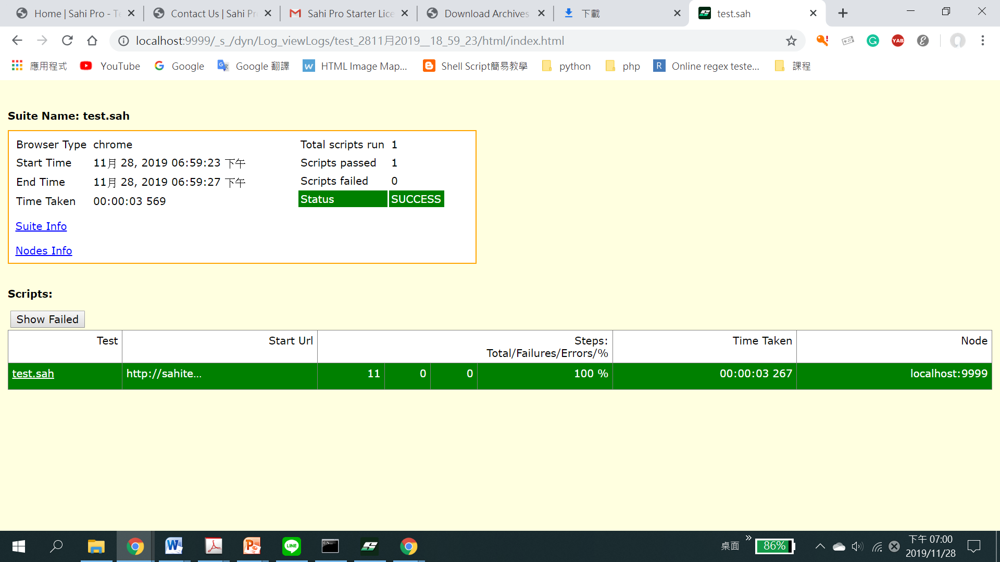 Home | Sahi Pro - Te
Contact Us | Sahi Pro
Sahi Pro Starter Lice
Download Archives
下載
test.sah
localhost:9999/_s_/dyn/Log_viewLogs/test_2811月2019__18_59_23/html/index.html
應用程式
YouTube
Google
Google 翻譯
HTML Image Map...
Shell Script簡易教學
python
php
Online regex teste...
課程
Suite Name: test.sah
Browser Type chrome
Total scripts run 1
Start Time 11月 28, 2019 06:59:23 下午
Scripts passed 1
End Time 11月 28, 2019 06:59:27 下午
Scripts failed 0
Time Taken 00:00:03 569
Status SUCCESS
Suite Info
Nodes Info
Scripts:
Show Failed
Test Start Url Steps: Time Taken Node
Total/Failures/Errors/%
test.sah http://sahite... 11 0 0 100 % 00:00:03 267 localhost:9999
桌面
86%
下午 07:00
2019/11/28